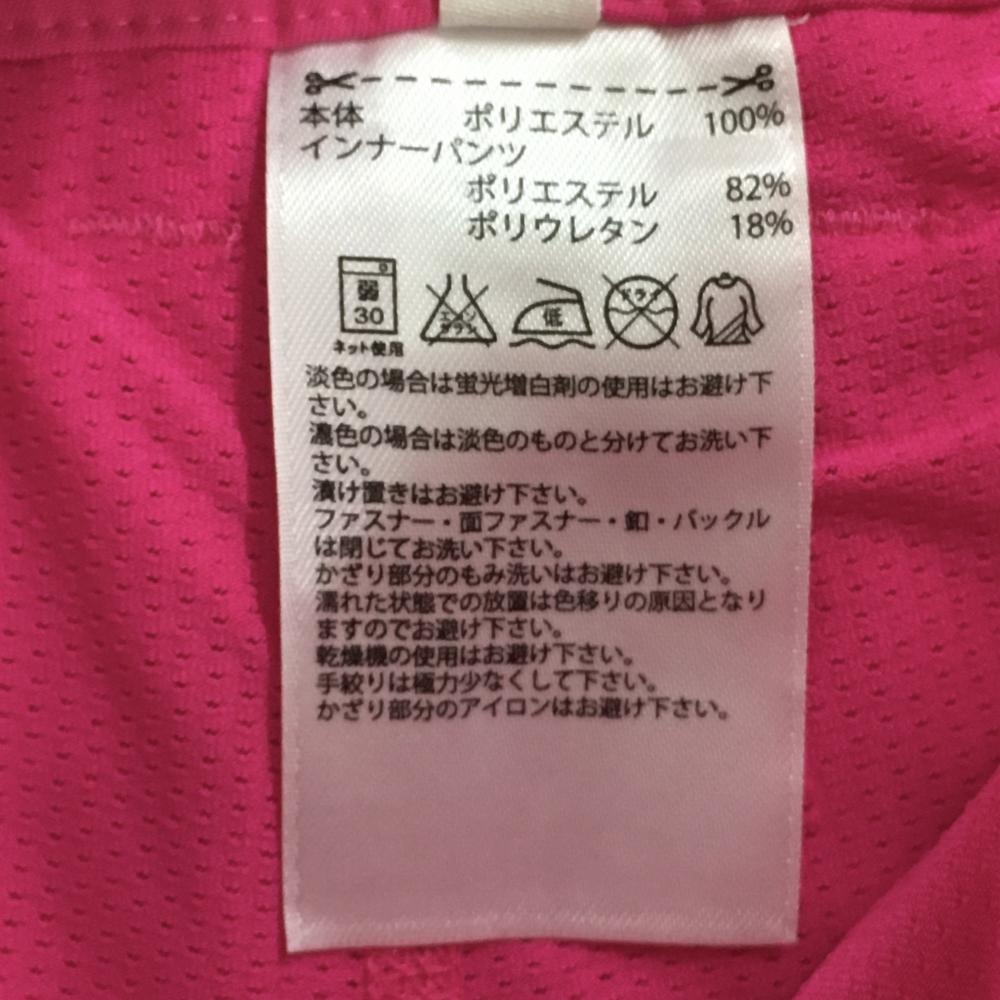 本体 ポリエステル 100%
インナーパンツ
ポリエステル 82%
ポリウレタン 18%
弱
30
ネット使用
エンソ
サラシ
低
ドライ
淡色の場合は蛍光増白剤の使用はお避け下
さい。
濃色の場合は淡色のものと分けてお洗い下
さい。
漬け置きはお避け下さい。
ファスナー・面ファスナー・釦・バックル
は閉じてお洗い下さい。
かざり部分のもみ洗いはお避け下さい。
濡れた状態での放置は色移りの原因となり
ますのでお避け下さい。
乾燥機の使用はお避け下さい。
手絞りは極力少なくして下さい。
かざり部分のアイロンはお避け下さい。